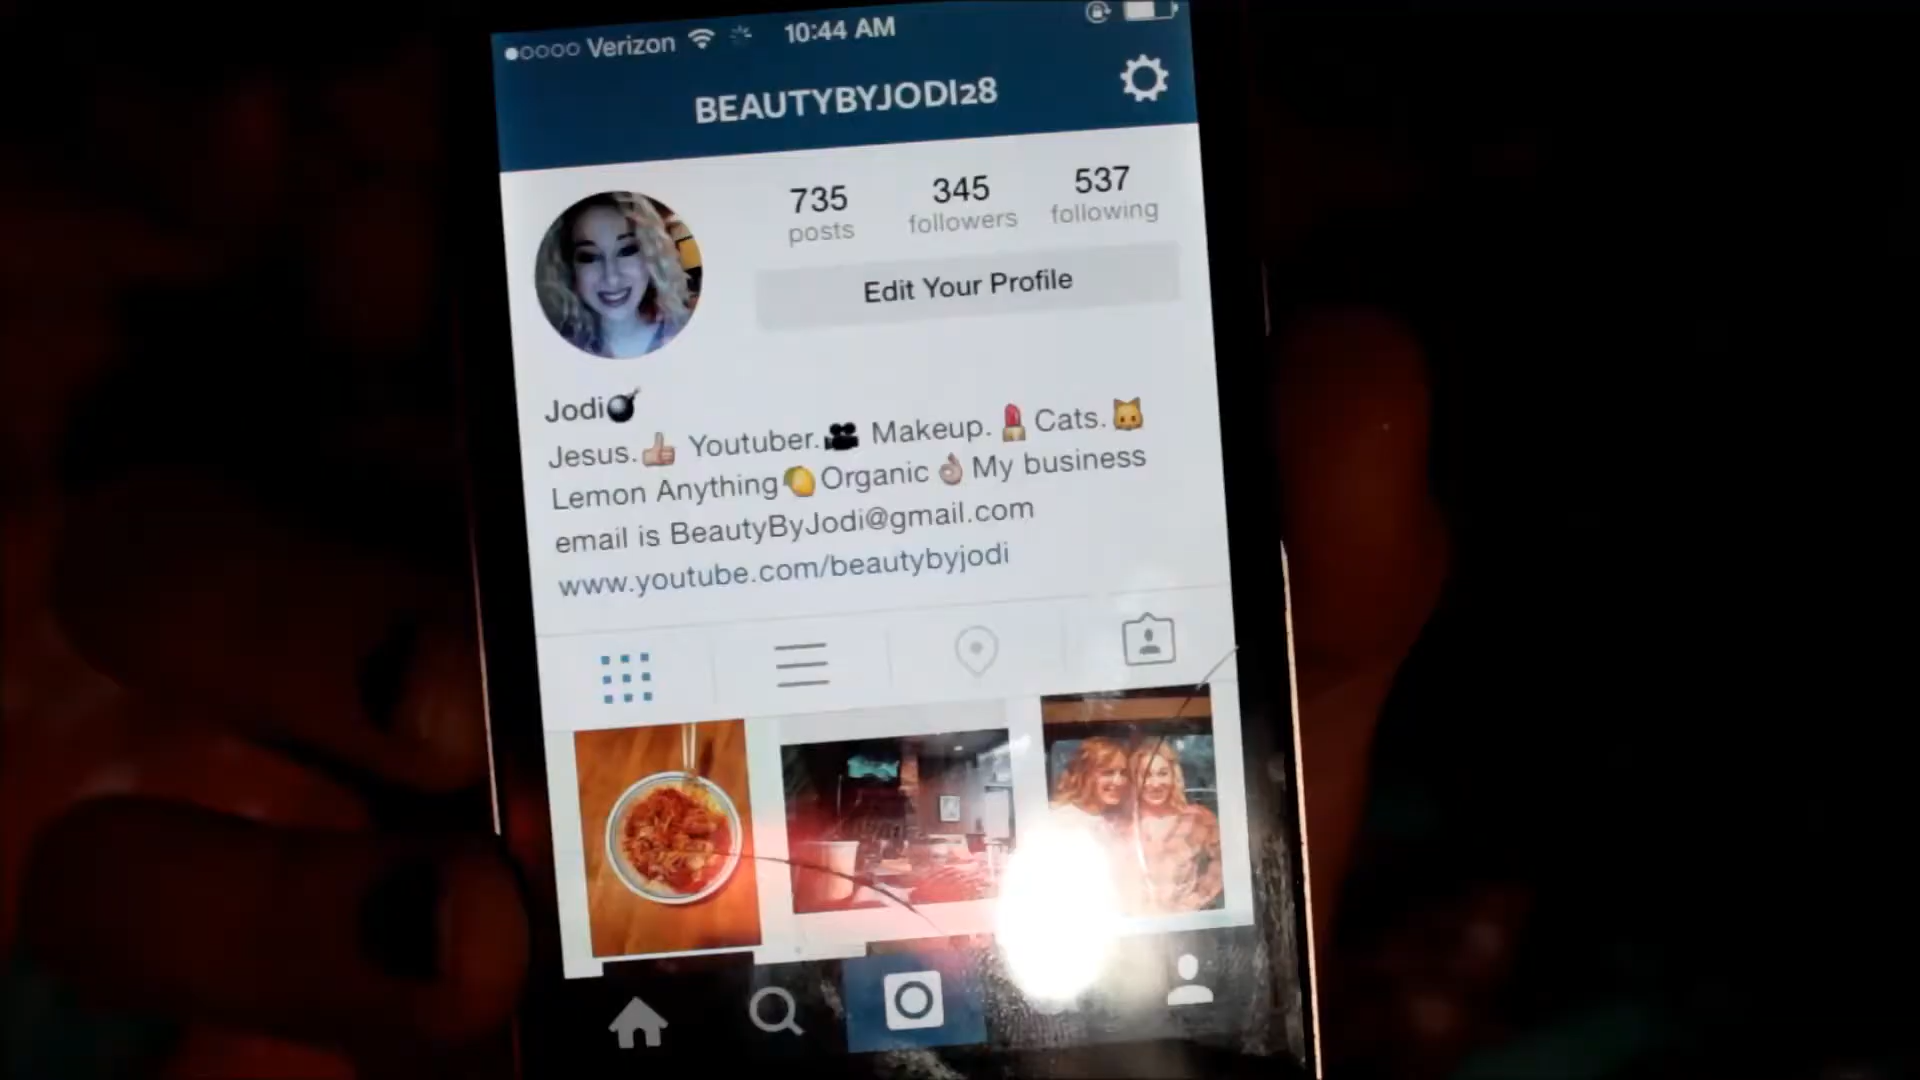 Verizon 10:44 AM
BEAUTYBYJODI28
735 345 537
posts followers following
Edit Your Profile
Jodi💣
Jesus.👍 Youtuber.🎥 Makeup.💄Cats.🐱
Lemon Anything🍋Organic👌My business
email is BeautyByJodi@gmail.com
www.youtube.com/beautybyjodi